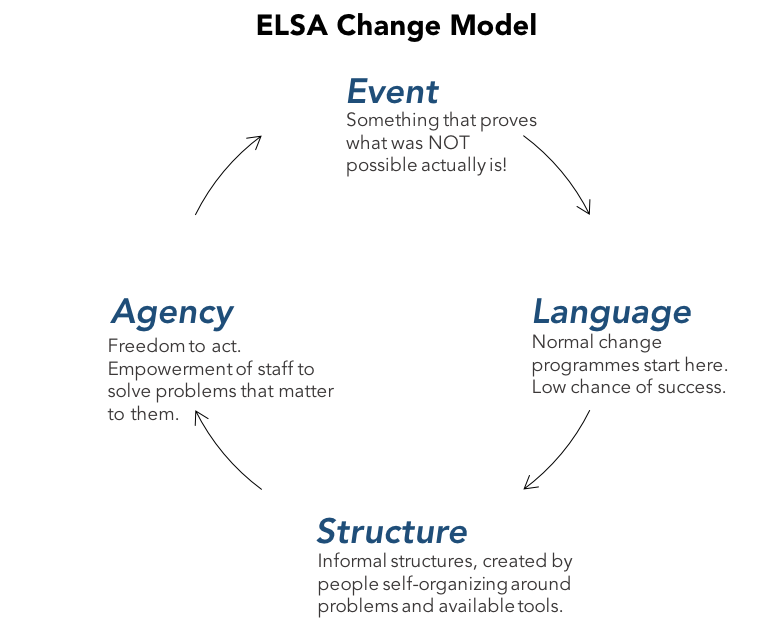 ELSA Change Model
Event
Something that proves
what was NOT
possible actually is!
Agency
Freedom to act.
Empowerment of staff to
solve problems that matter
to them.
Language
Normal change
programmes start here.
Low chance of success.
Structure
Informal structures, created by
people self-organizing around
problems and available tools.